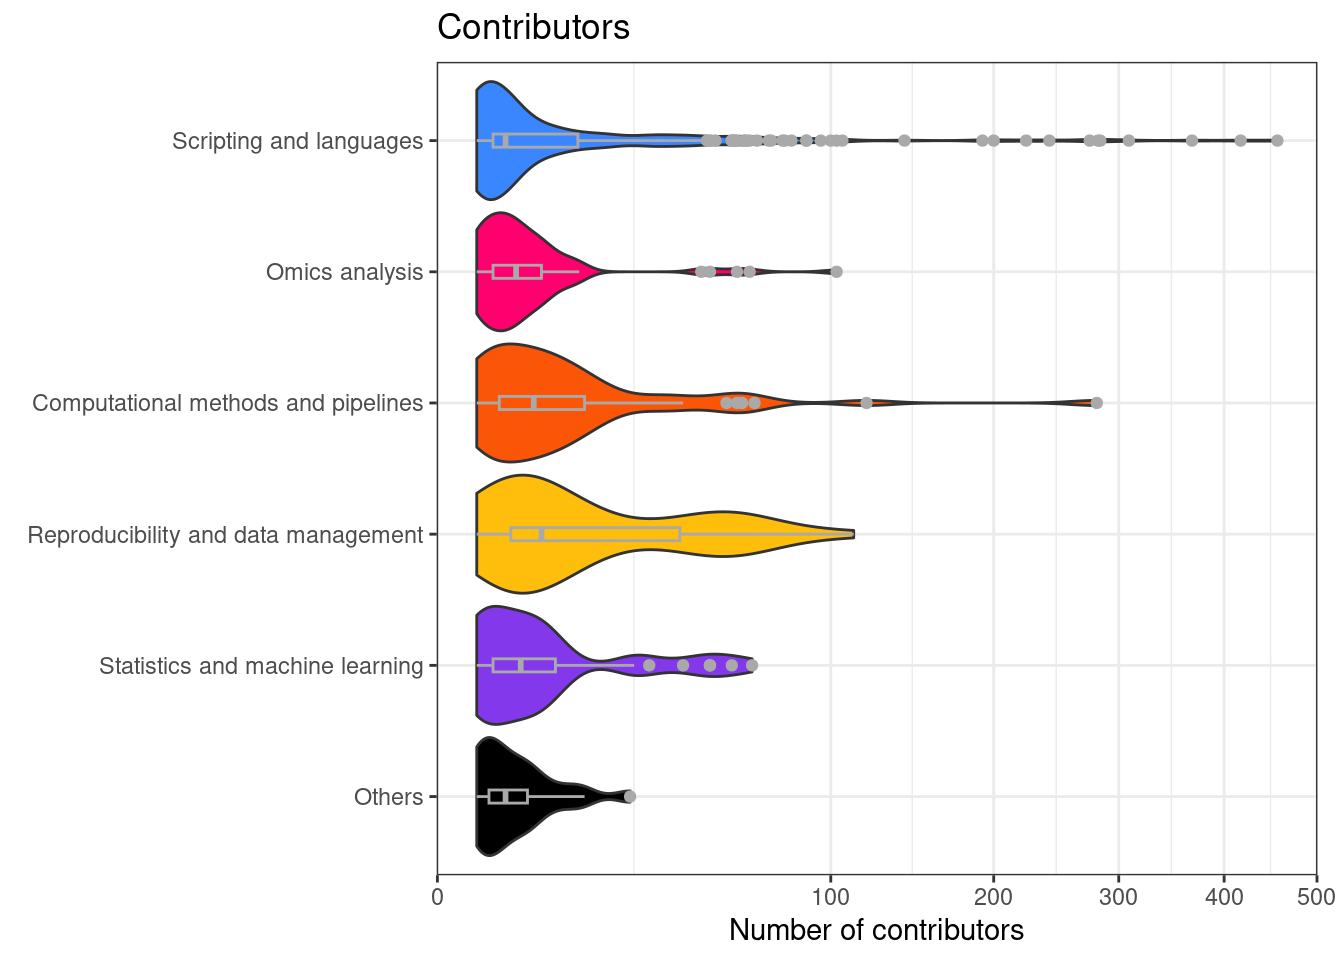 Contributors
Scripting and languages
Omics analysis
Computational methods and pipelines
Reproducibility and data management
Statistics and machine learning
Others
0 100 200 300 400 500
Number of contributors